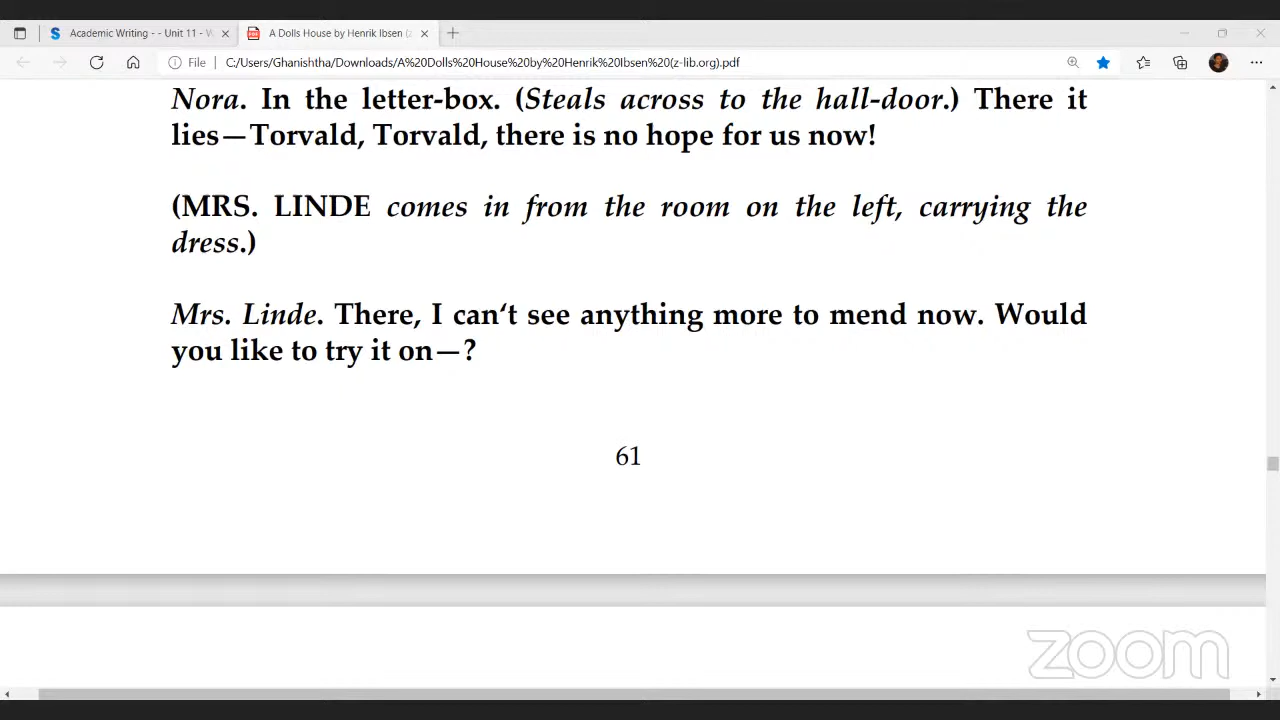 Academic Writing - - Unit 11 - W
A Dolls House by Henrik Ibsen (z
File
C:/Users/Ghanishtha/Downloads/A%20Dolls%20House%20by%20Henrik%20Ibsen%20(z-lib.org).pdf
Nora. In the letter-box. (Steals across to the hall-door.) There it
lies—Torvald, Torvald, there is no hope for us now!
(MRS. LINDE comes in from the room on the left, carrying the
dress.)
Mrs. Linde. There, I can‘t see anything more to mend now. Would
you like to try it on—?
61
zoom